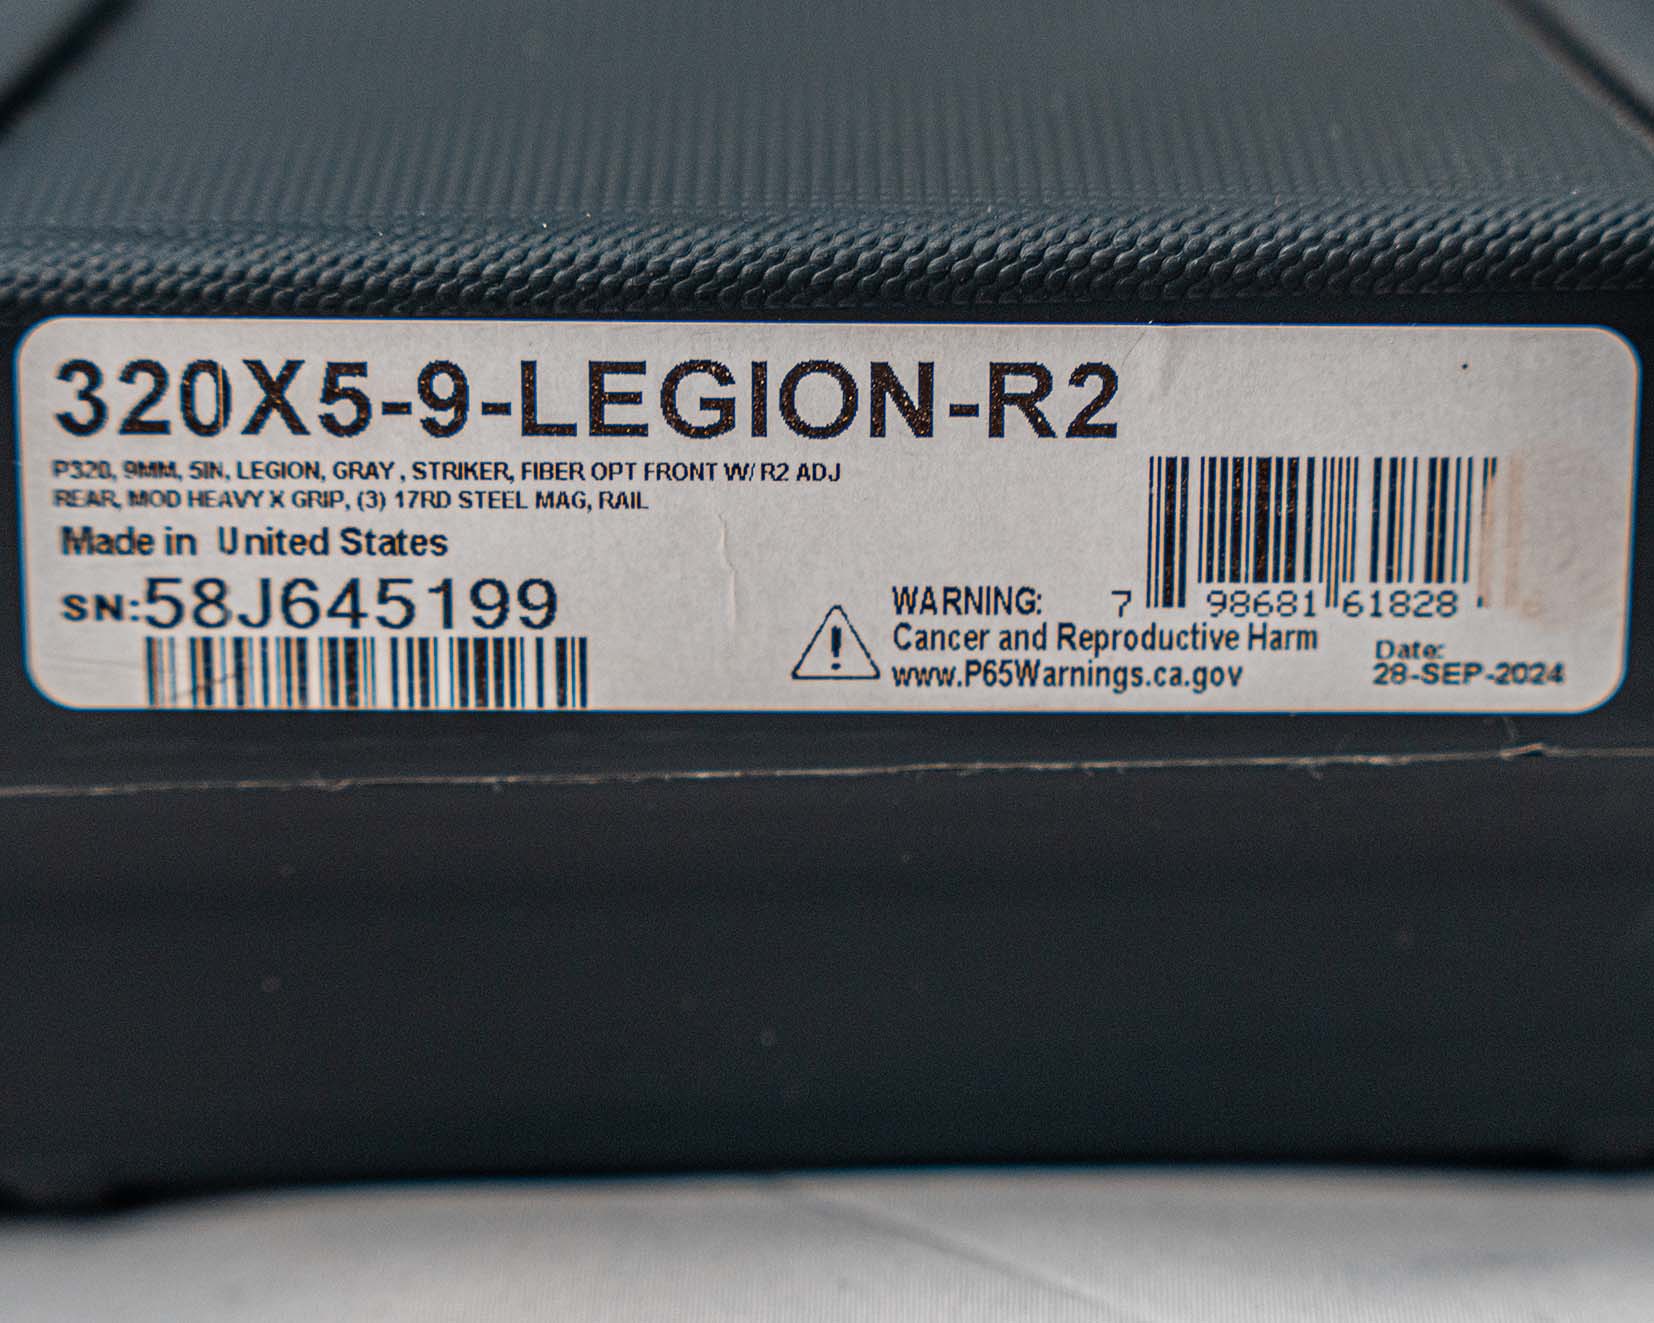 320X5-9-LEGION-R2
P320, 9MM, 5IN, LEGION, GRAY , STRIKER, FIBER OPT FRONT W/ R2 ADJ
REAR, MOD HEAVY X GRIP, (3) 17RD STEEL MAG, RAIL
Made in United States
SN:58J645199
7 98681 61828
WARNING:
Cancer and Reproductive Harm
www.P65Warnings.ca.gov
Date:
28-SEP-2024